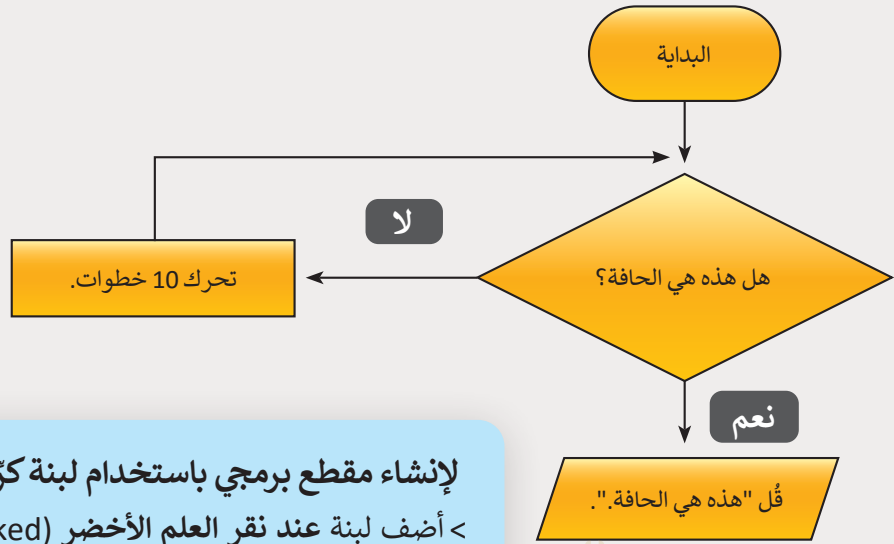 البداية
لا
هل هذه هي الحافة؟
تحرك 10 خطوات.
نعم
قُل "هذه هي الحافة.".
لإنشاء مقطع برمجي باستخدام لبنة
> أضف لبنة عند نقر العلم الأخضر